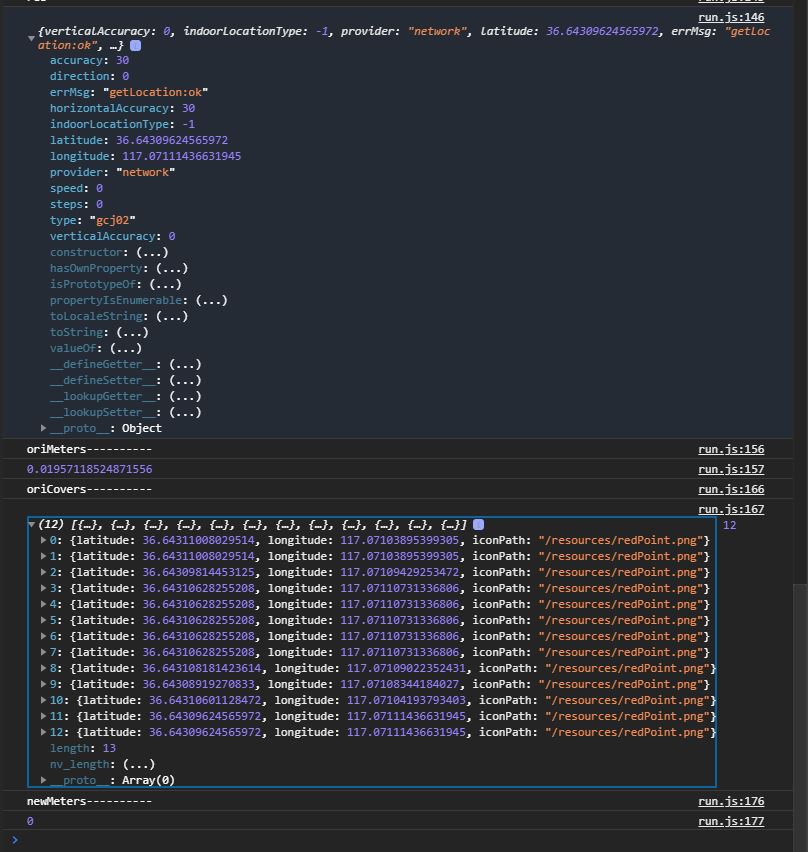 run.js:146
{verticalAccuracy: 0, indoorLocationType: -1, provider: "network", latitude: 36.64309624565972, errMsg: "getLoc
ation:ok", …}
accuracy: 30
direction: 0
errMsg: "getLocation:ok"
horizontalAccuracy: 30
indoorLocationType: -1
latitude: 36.64309624565972
longitude: 117.07111436631945
provider: "network"
speed: 0
steps: 0
type: "gcj02"
verticalAccuracy: 0
constructor: (...)
hasOwnProperty: (...)
isPrototypeOf: (...)
propertyIsEnumerable: (...)
toLocaleString: (...)
toString: (...)
valueOf: (...)
__defineGetter__: (...)
__defineSetter__: (...)
__lookupGetter__: (...)
__lookupSetter__: (...)
__proto__: Object
oriMeters---------- run.js:156
0.01957118524871556 run.js:157
oriCovers---------- run.js:166
run.js:167
(12) [{…}, {…}, {…}, {…}, {…}, {…}, {…}, {…}, {…}, {…}, {…}, {…}] 12
0: {latitude: 36.64311008029514, longitude: 117.07103895399305, iconPath: "/resources/redPoint.png"}
1: {latitude: 36.64311008029514, longitude: 117.07103895399305, iconPath: "/resources/redPoint.png"}
2: {latitude: 36.64309814453125, longitude: 117.07109429253472, iconPath: "/resources/redPoint.png"}
3: {latitude: 36.64310628255208, longitude: 117.07110731336806, iconPath: "/resources/redPoint.png"}
4: {latitude: 36.64310628255208, longitude: 117.07110731336806, iconPath: "/resources/redPoint.png"}
5: {latitude: 36.64310628255208, longitude: 117.07110731336806, iconPath: "/resources/redPoint.png"}
6: {latitude: 36.64310628255208, longitude: 117.07110731336806, iconPath: "/resources/redPoint.png"}
7: {latitude: 36.64310628255208, longitude: 117.07110731336806, iconPath: "/resources/redPoint.png"}
8: {latitude: 36.643108181423614, longitude: 117.07109022352431, iconPath: "/resources/redPoint.png"}
9: {latitude: 36.64308919270833, longitude: 117.07108344184027, iconPath: "/resources/redPoint.png"}
10: {latitude: 36.64310601128472, longitude: 117.07104193793403, iconPath: "/resources/redPoint.png"}
11: {latitude: 36.64309624565972, longitude: 117.07111436631945, iconPath: "/resources/redPoint.png"}
12: {latitude: 36.64309624565972, longitude: 117.07111436631945, iconPath: "/resources/redPoint.png"}
length: 13
nv_length: (...)
__proto__: Array(0)
newMeters---------- run.js:176
0 run.js:177